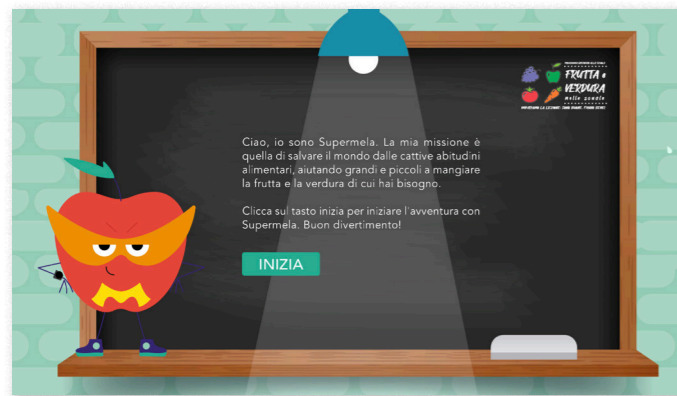 FRUTTA e
VERDURA
nelle scuole
Ciao, io sono Supermela. La mia missione è
quella di salvare il mondo dalle cattive abitudini
alimentari, aiutando grandi e piccoli a mangiare
la frutta e la verdura di cui hai bisogno.
Clicca sul tasto inizia per iniziare l'avventura con
Supermela. Buon divertimento!
INIZIA